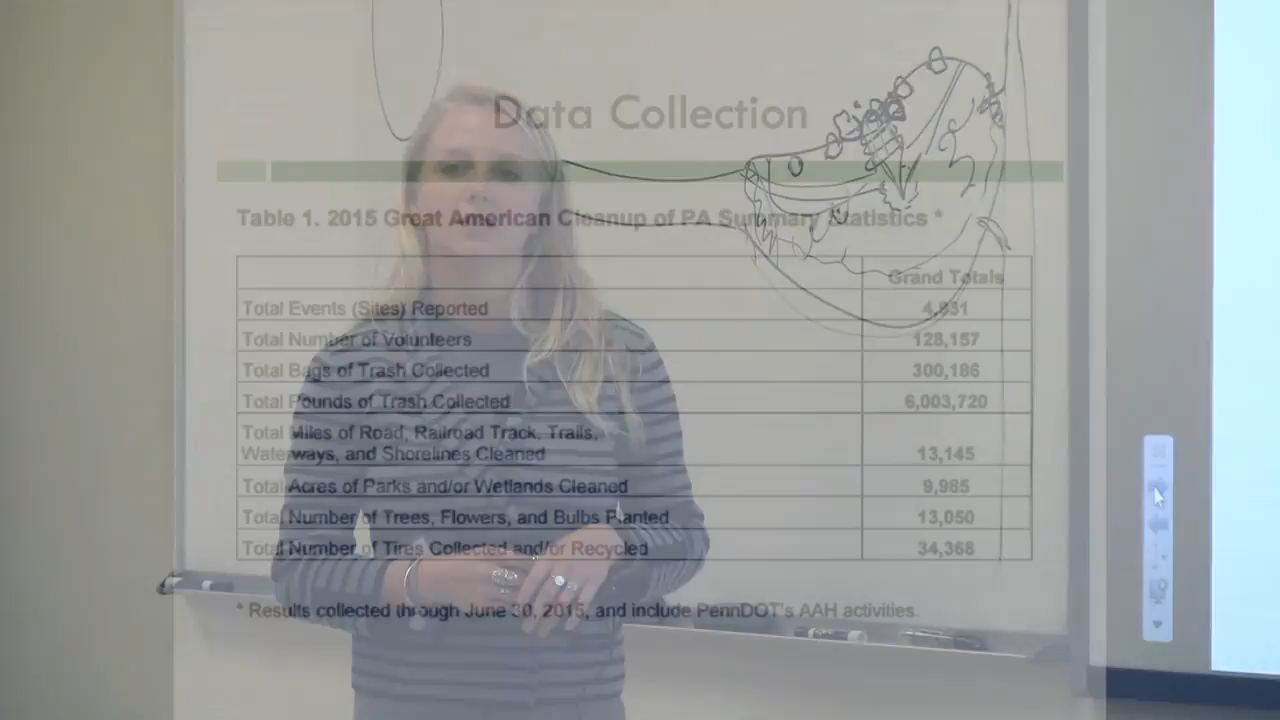 Data Collection
Table 1. 2015 Great American Cleanup of PA Summary Statistics *
Grand Totals
Total Events (Sites) Reported 4,931
Total Number of Volunteers 128,157
Total Bags of Trash Collected 300,186
Total Pounds of Trash Collected 6,003,720
Total Miles of Road, Railroad Track, Trails,
Waterways, and Shorelines Cleaned 13,145
Total Acres of Parks and/or Wetlands Cleaned 9,985
Total Number of Trees, Flowers, and Bulbs Planted 13,050
Total Number of Tires Collected and/or Recycled 34,368
* Results collected through June 30, 2015, and include PennDOT's AAH activities.